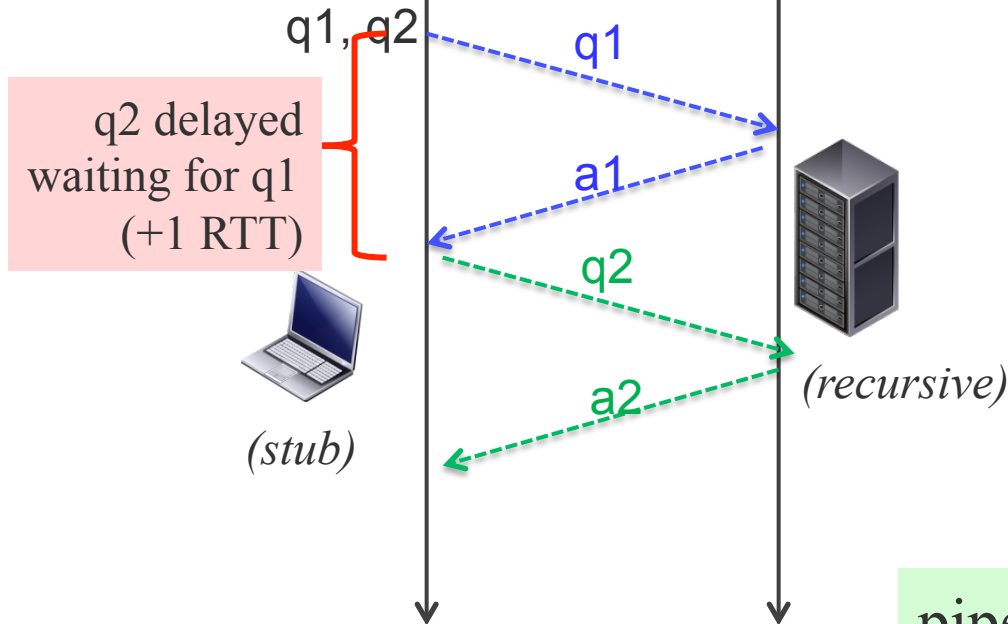 q1, q2
q1
q2 delayed
waiting for q1
(+1 RTT)
a1
q2
(recursive)
a2
(stub)